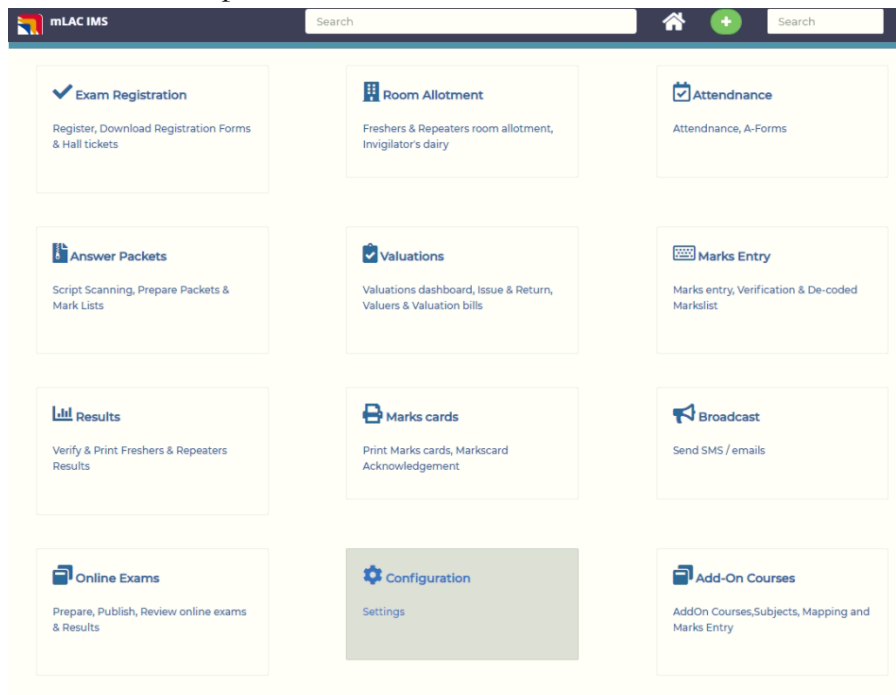 mLAC IMS
Search
Search
Exam Registration
Register, Download Registration Forms
& Hall tickets
Room Allotment
Freshers & Repeaters room allotment,
Invigilator's dairy
Attendnance
Attendnance, A-Forms
Answer Packets
Script Scanning, Prepare Packets &
Mark Lists
Valuations
Valuations dashboard, Issue & Return,
Valuers & Valuation bills
Marks Entry
Marks entry, Verification & De-coded
Markslist
Results
Verify & Print Freshers & Repeaters
Results
Marks cards
Print Marks cards, Markscard
Acknowledgement
Broadcast
Send SMS / emails
Online Exams
Prepare, Publish, Review online exams
& Results
Configuration
Settings
Add-On Courses
AddOn Courses,Subjects, Mapping and
Marks Entry